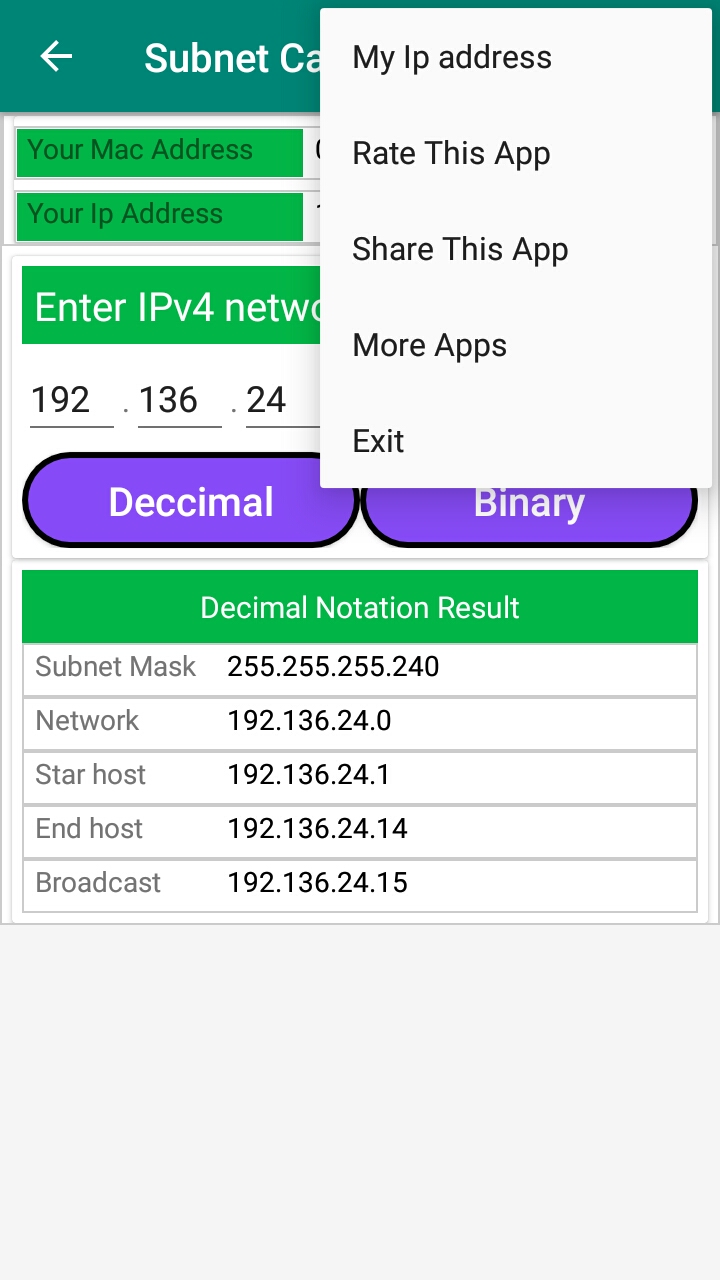 Subnet Ca
My Ip address
Rate This App
Share This App
More Apps
Exit
Your Mac Address
Your Ip Address
Enter IPv4 netwo
192 . 136 . 24
Deccimal
Binary
Decimal Notation Result
Subnet Mask 255.255.255.240
Network 192.136.24.0
Star host 192.136.24.1
End host 192.136.24.14
Broadcast 192.136.24.15